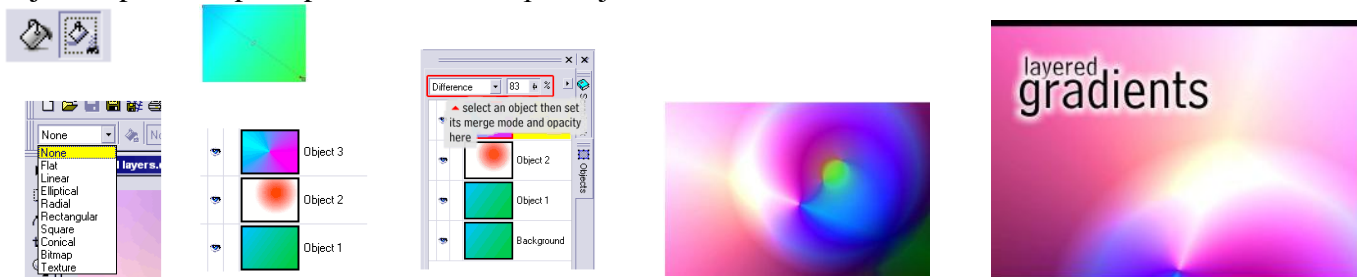 None
No
None
Flat
Linear
Elliptical
Radial
Rectangular
Square
Conical
Bitmap
Texture
layers.
Object 3
Object 2
Object 1
Difference
83
%
select an object then set
its merge mode and opacity
here
Object 2
Object 1
Background
Objects
layered
gradients